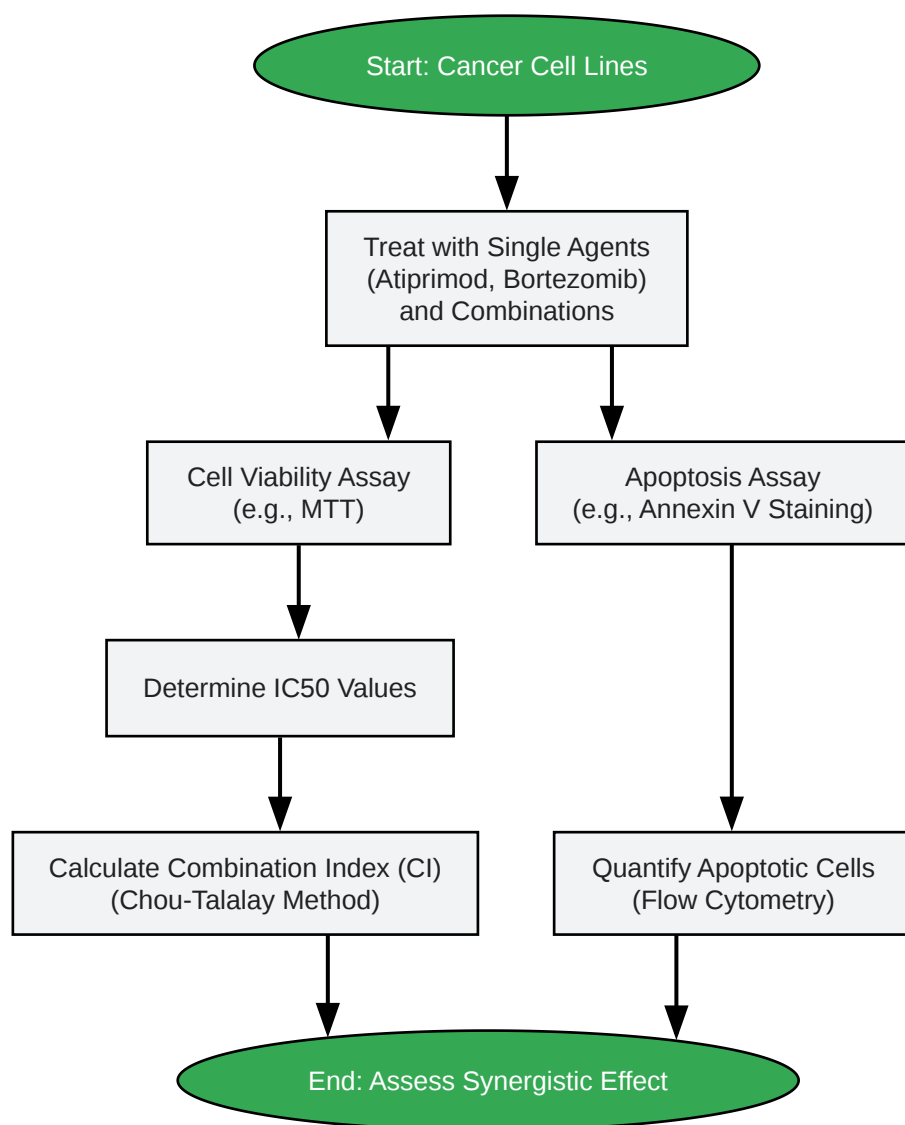 Start: Cancer Cell Lines
Treat with Single Agents
(Atiprimod, Bortezomib)
and Combinations
Cell Viability Assay
(e.g., MTT)
Apoptosis Assay
(e.g., Annexin V Staining)
Determine IC50 Values
Calculate Combination Index (CI)
(Chou-Talalay Method)
Quantify Apoptotic Cells
(Flow Cytometry)
End: Assess Synergistic Effect